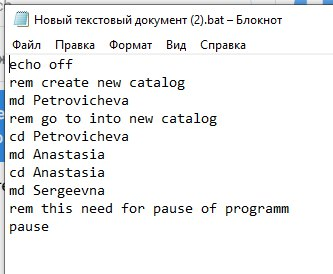 Новый текстовый документ (2).bat – Блокнот
Файл Правка Формат Вид Справка
echo off
rem create new catalog
md Petrovicheva
rem go to into new catalog
cd Petrovicheva
md Anastasia
cd Anastasia
md Sergeevna
rem this need for pause of programm
pause